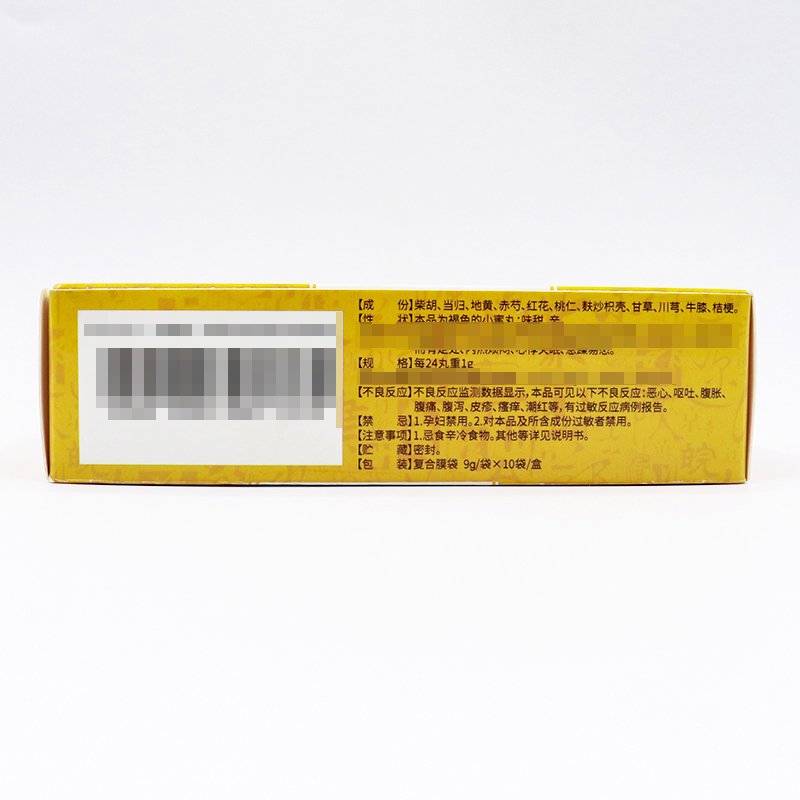 【成 份】柴胡、当归、地黄、赤芍、红花、桃仁、麸炒枳壳、甘草、川芎、牛膝、桔梗。
【性 状】本品为褐色的小蜜丸;味甜、辛
【规 格】每24丸重1g
【不良反应】不良反应监测数据显示,本品可见以下不良反应:恶心、呕吐、腹胀、
腹痛、腹泻、皮疹、瘙痒、潮红等,有过敏反应病例报告。
【禁 忌】1.孕妇禁用。2.对本品及所含成份过敏者禁用。
【注意事项】1.忌食辛冷食物。其他等详见说明书。
【贮 藏】密封。
【包 装】复合膜袋 9g/袋×10袋/盒